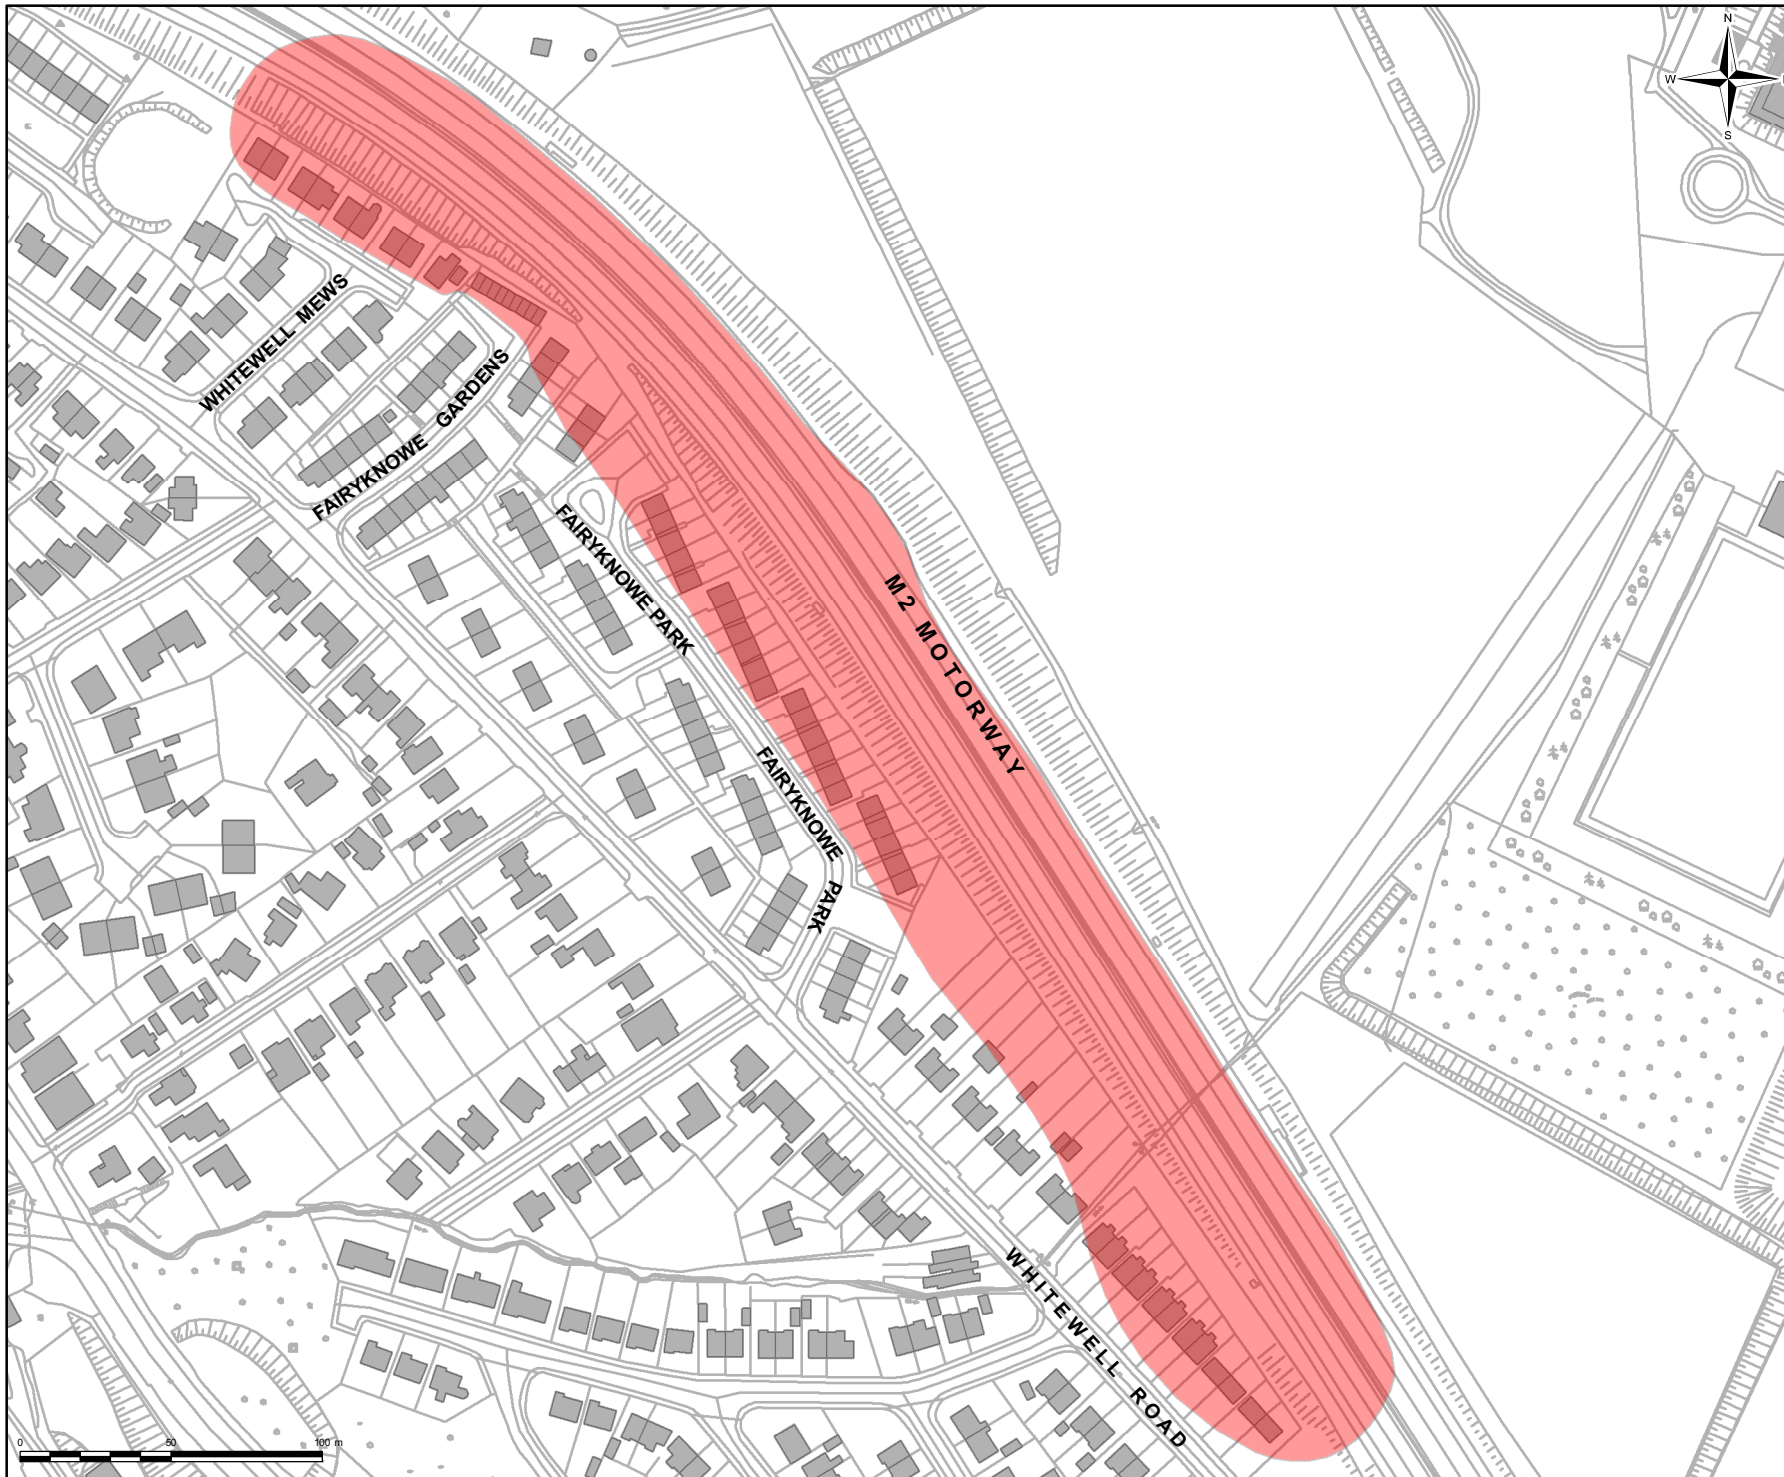 N
W
S
WHITEWELL MEWS
FAIRYKNOWE GARDENS
FAIRYKNOWE PARK
M2 MOTORWAY
FAIRYKNOWE PARK
WHITEWELL ROAD
0 50 100 m